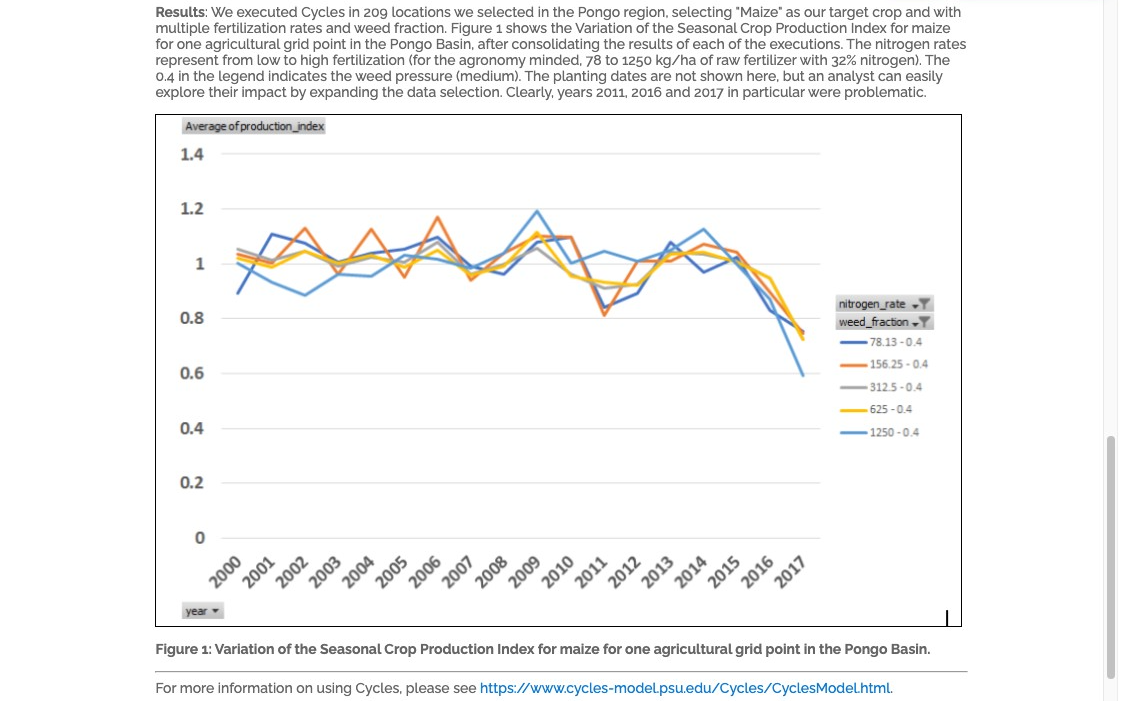 Results: We executed Cycles in 209 locations we selected in the Pongo region, selecting "Maize" as our target crop and with
multiple fertilization rates and weed fraction. Figure 1 shows the Variation of the Seasonal Crop Production Index for maize
for one agricultural grid point in the Pongo Basin, after consolidating the results of each of the executions. The nitrogen rates
represent from low to high fertilization (for the agronomy minded, 78 to 1250 kg/ha of raw fertilizer with 32% nitrogen). The
0.4 in the legend indicates the weed pressure (medium). The planting dates are not shown here, but an analyst can easily
explore their impact by expanding the data selection. Clearly, years 2011, 2016 and 2017 in particular were problematic.
Average of production_index
1.4
1.2
1
0.8
0.6
0.4
0.2
0
2000 2001 2002 2003 2004 2005 2006 2007 2008 2009 2010 2011 2012 2013 2014 2015 2016 2017
year
nitrogen_rate
weed_fraction
78.13 - 0.4
156.25 - 0.4
312.5 - 0.4
625 - 0.4
1250 - 0.4
Figure 1: Variation of the Seasonal Crop Production Index for maize for one agricultural grid point in the Pongo Basin.
For more information on using Cycles, please see https://www.cycles-model.psu.edu/Cycles/CyclesModel.html.